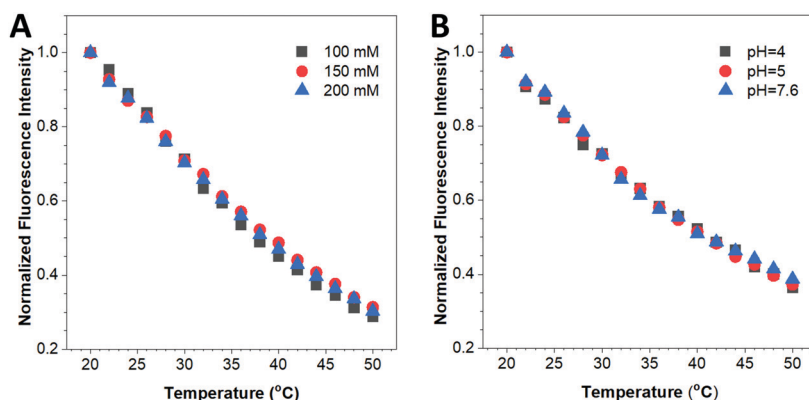 A
B
Normalized Fluorescence Intensity
1.0
0.8
0.6
0.4
0.2
100 mM
150 mM
200 mM
20 25 30 35 40 45 50
Temperature (°C)
Normalized Fluorescence Intensity
1.0
0.8
0.6
0.4
0.2
pH=4
pH=5
pH=7.6
20 25 30 35 40 45 50
Temperature (°C)